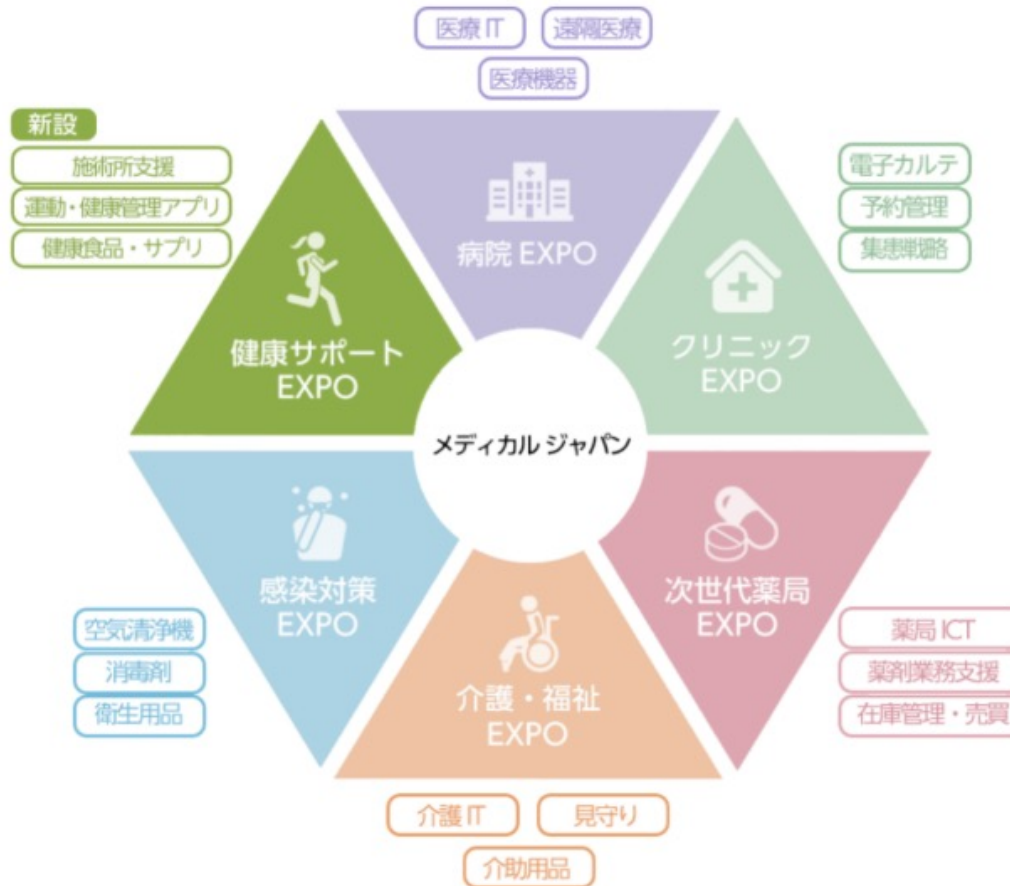 医療 IT
遠隔医療
医療機器
新設
施術所支援
運動・健康管理アプリ
健康食品・サプリ
電子カルテ
予約管理
集患戦略
病院 EXPO
健康サポート
EXPO
クリニック
EXPO
メディカル ジャパン
感染対策
EXPO
次世代薬局
EXPO
介護・福祉
EXPO
空気清浄機
消毒剤
衛生用品
薬局 ICT
薬剤業務支援
在庫管理・売買
介護 IT
見守り
介助用品